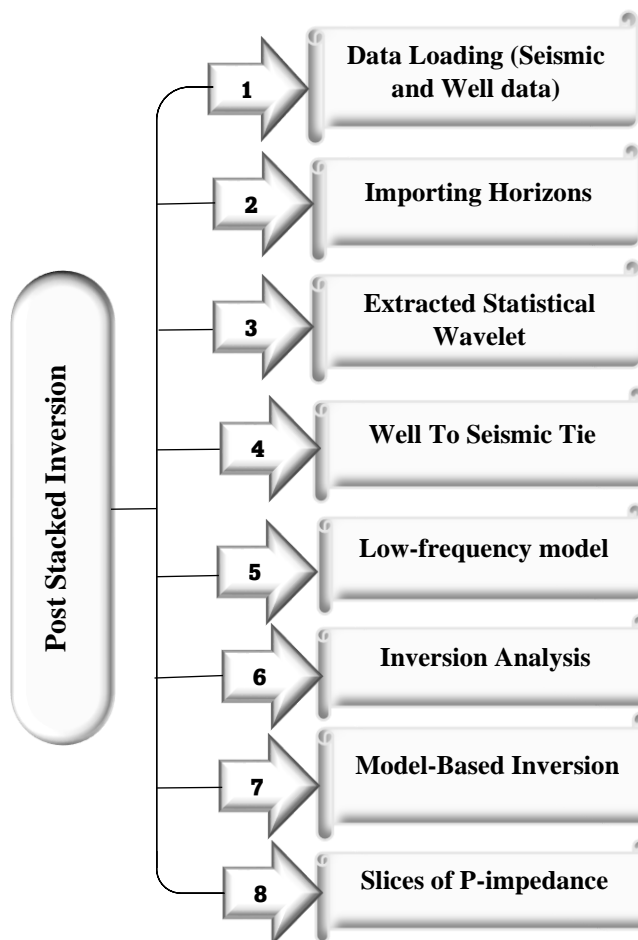 Post Stacked Inversion
1
Data Loading (Seismic
and Well data)
2
Importing Horizons
3
Extracted Statistical
Wavelet
4
Well To Seismic Tie
5
Low-frequency model
6
Inversion Analysis
7
Model-Based Inversion
8
Slices of P-impedance